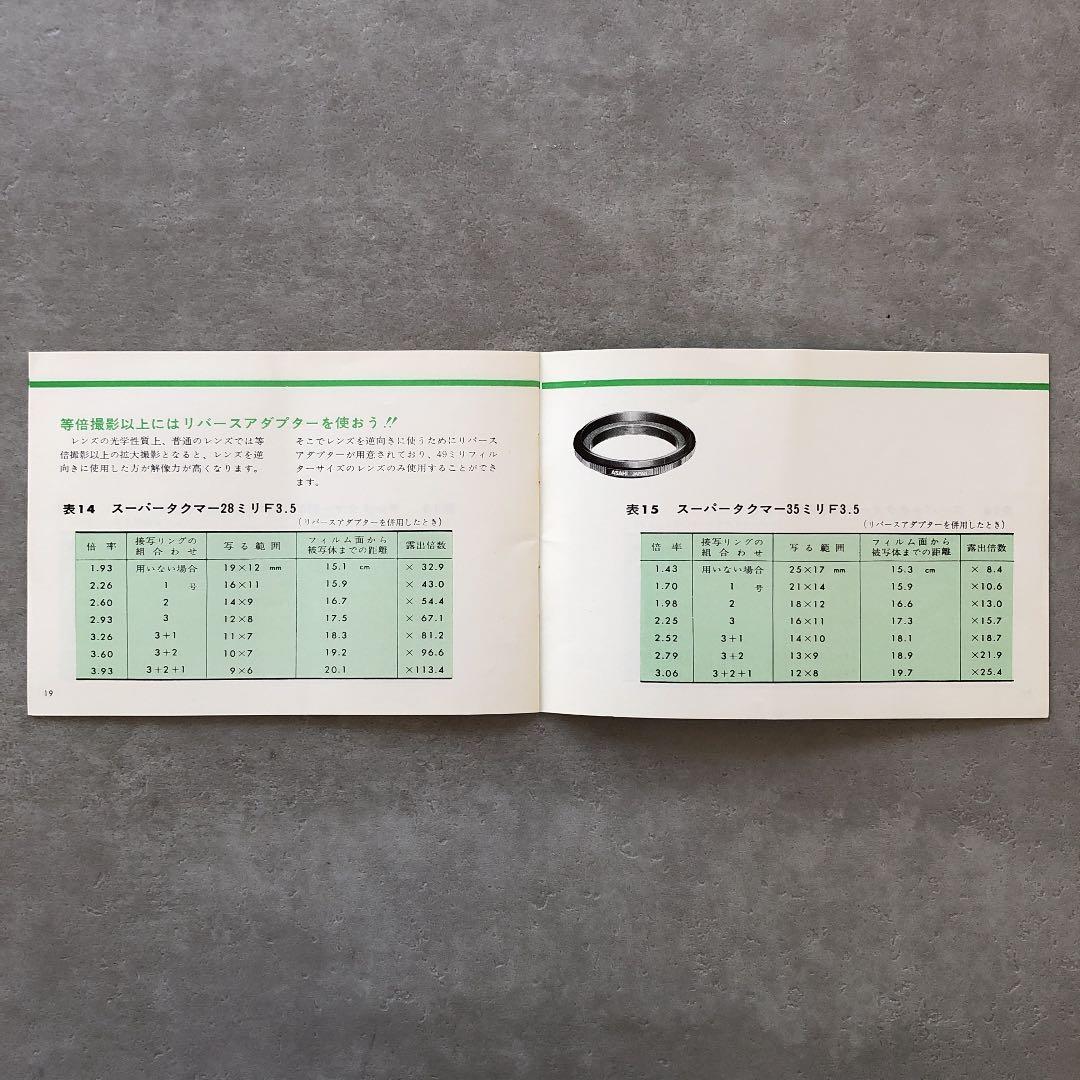 等倍撮影以上にはリバースアダプターを使おう!!
レンズの光学性質上、普通のレンズでは等
倍撮影以上の拡大撮影となると、レンズを逆
向きに使用した方が解像力が高くなります。
そこでレンズを逆向きに使うためにリバース
アダプターが用意されており、49ミリフィル
ターサイズのレンズのみ使用することができ
ます。
表14 スーパータクマー28ミリF3.5
(リバースアダプターを併用したとき)
倍率 接写リングの組合わせ 写る範囲 フィルム面から被写体までの距離 露出倍数
1.93 用いない場合 19×12 mm 15.1 cm × 32.9
2.26 1 号 16×11 15.9 × 43.0
2.60 2 14×9 16.7 × 54.4
2.93 3 12×8 17.5 × 67.1
3.26 3+1 11×7 18.3 × 81.2
3.60 3+2 10×7 19.2 × 96.6
3.93 3+2+1 9×6 20.1 ×113.4
19
ASAHI JAPAN
表15 スーパータクマー35ミリF3.5
(リバースアダプターを併用したとき)
倍率 接写リングの組合わせ 写る範囲 フィルム面から被写体までの距離 露出倍数
1.43 用いない場合 25×17 mm 15.3 cm × 8.4
1.70 1 号 21×14 15.9 ×10.6
1.98 2 18×12 16.6 ×13.0
2.25 3 16×11 17.3 ×15.7
2.52 3+1 14×10 18.1 ×18.7
2.79 3+2 13×9 18.9 ×21.9
3.06 3+2+1 12×8 19.7 ×25.4